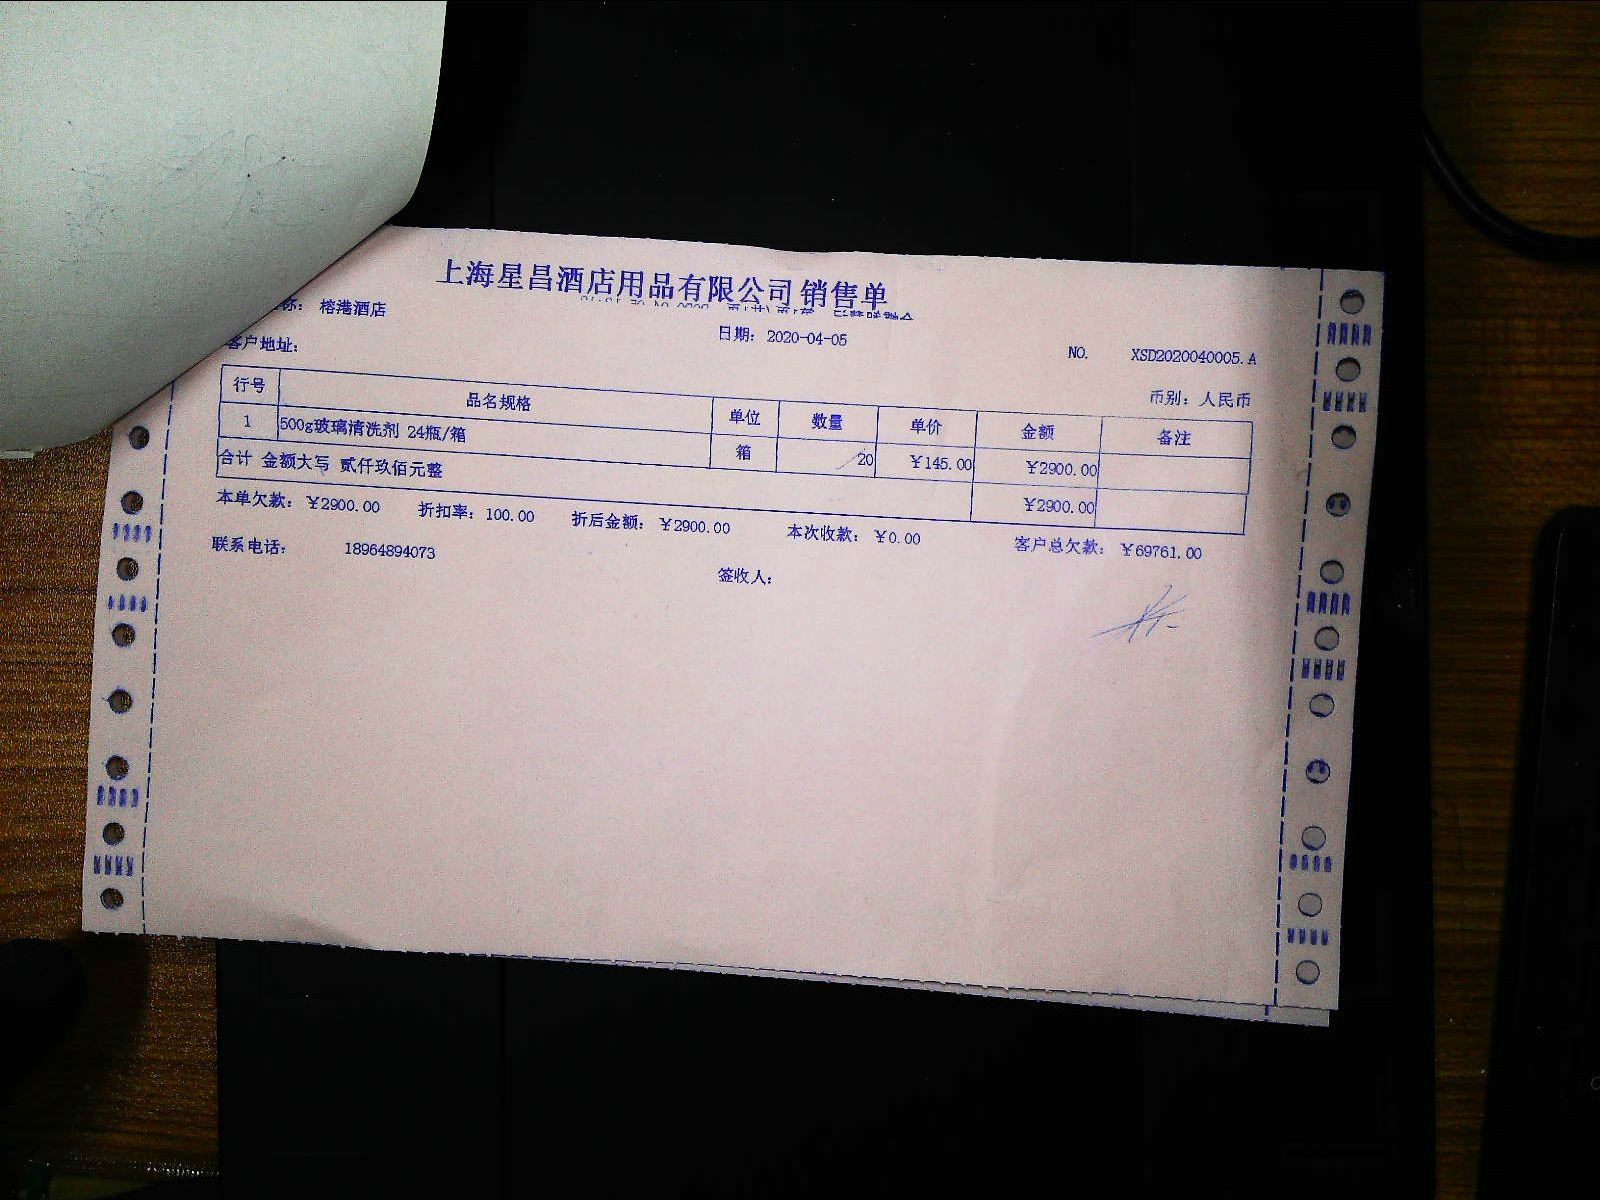 上海星昌酒店用品有限公司 销售单
称: 榕港酒店
日期: 2020-04-05
NO. XSD2020040005.A
客户地址:
币别: 人民币
行号 品名规格 单位 数量 单价 金额 备注
1 500g玻璃清洗剂 24瓶/箱 箱 20 ¥145.00 ¥2900.00
合计 金额大写 贰仟玖佰元整 ¥2900.00
本单欠款: ¥2900.00 折扣率: 100.00 折后金额: ¥2900.00 本次收款: ¥0.00 客户总欠款: ¥69761.00
联系电话: 18964894073
签收人: